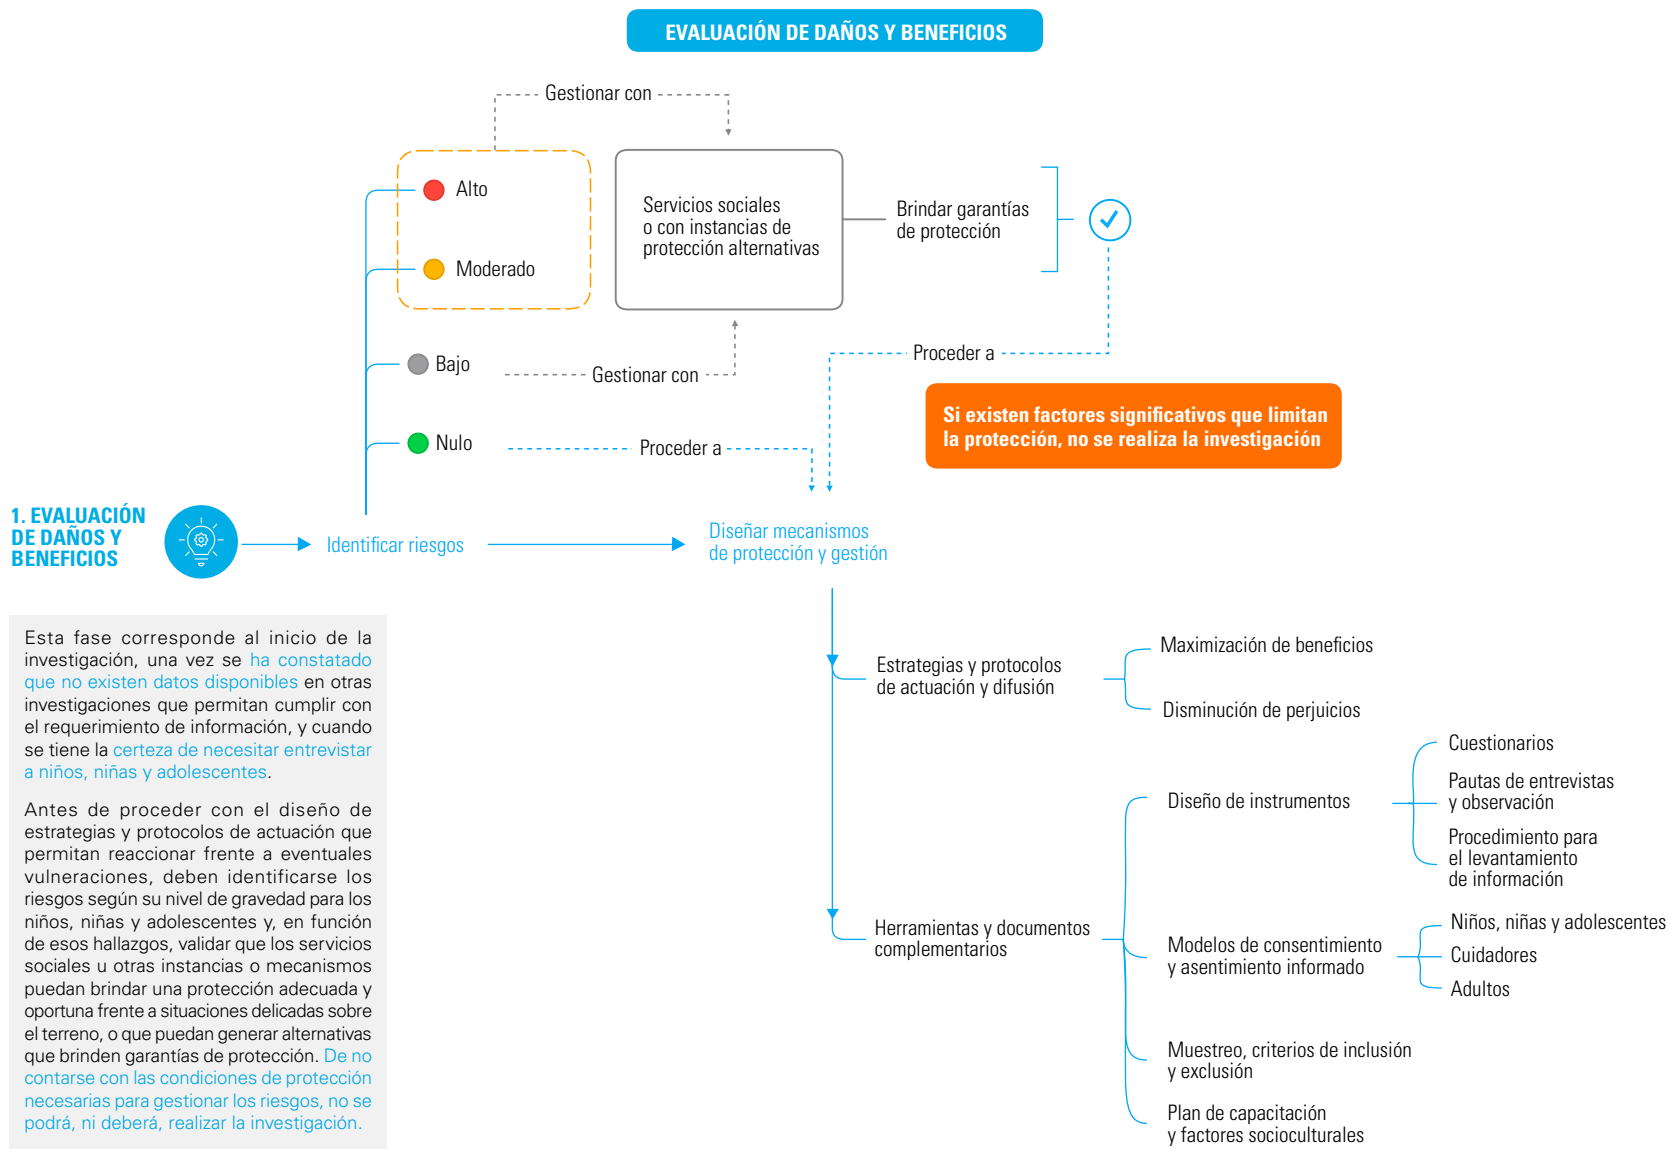 EVALUACIÓN DE DAÑOS Y BENEFICIOS
Gestionar con
Alto
Moderado
Servicios sociales
o con instancias de
protección alternativas
Brindar garantías
de protección
Bajo
Gestionar con
Proceder a
Nulo
Proceder a
Si existen factores significativos que limitan
la protección, no se realiza la investigación
1. EVALUACIÓN
DE DAÑOS Y
BENEFICIOS
Identificar riesgos
Diseñar mecanismos
de protección y gestión
Esta fase corresponde al inicio de la
investigación, una vez se ha constatado
que no existen datos disponibles en otras
investigaciones que permitan cumplir con
el requerimiento de información, y cuando
se tiene la certeza de necesitar entrevistar
a niños, niñas y adolescentes.
Antes de proceder con el diseño de
estrategias y protocolos de actuación que
permitan reaccionar frente a eventuales
vulneraciones, deben identificarse los
riesgos según su nivel de gravedad para los
niños, niñas y adolescentes y, en función
de esos hallazgos, validar que los servicios
sociales u otras instancias o mecanismos
puedan brindar una protección adecuada y
oportuna frente a situaciones delicadas sobre
el terreno, o que puedan generar alternativas
que brinden garantías de protección. De no
contarse con las condiciones de protección
necesarias para gestionar los riesgos, no se
podrá, ni deberá, realizar la investigación.
Estrategias y protocolos
de actuación y difusión
Maximización de beneficios
Disminución de perjuicios
Herramientas y documentos
complementarios
Diseño de instrumentos
Cuestionarios
Pautas de entrevistas
y observación
Procedimiento para
el levantamiento
de información
Modelos de consentimiento
y asentimiento informado
Niños, niñas y adolescentes
Cuidadores
Adultos
Muestreo, criterios de inclusión
y exclusión
Plan de capacitación
y factores socioculturales